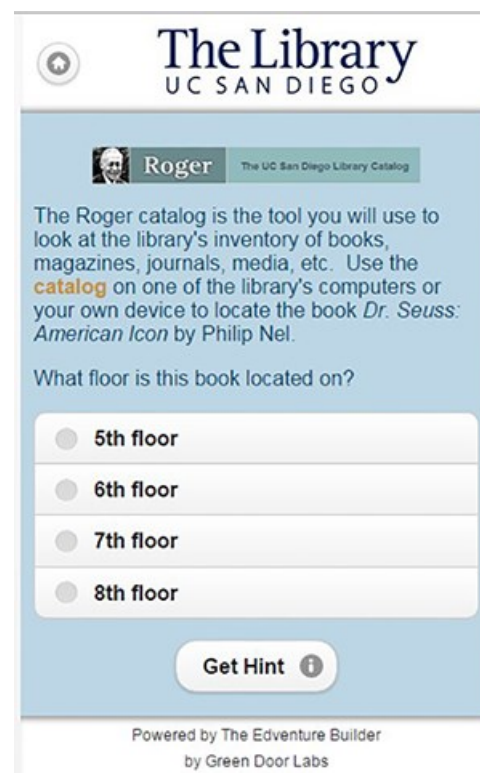 The Library
UC SAN DIEGO
Roger The UC San Diego Library Catalog
The Roger catalog is the tool you will use to
look at the library's inventory of books,
magazines, journals, media, etc. Use the
catalog on one of the library's computers or
your own device to locate the book Dr. Seuss:
American Icon by Philip Nel.
What floor is this book located on?
5th floor
6th floor
7th floor
8th floor
Get Hint i
Powered by The Edventure Builder
by Green Door Labs